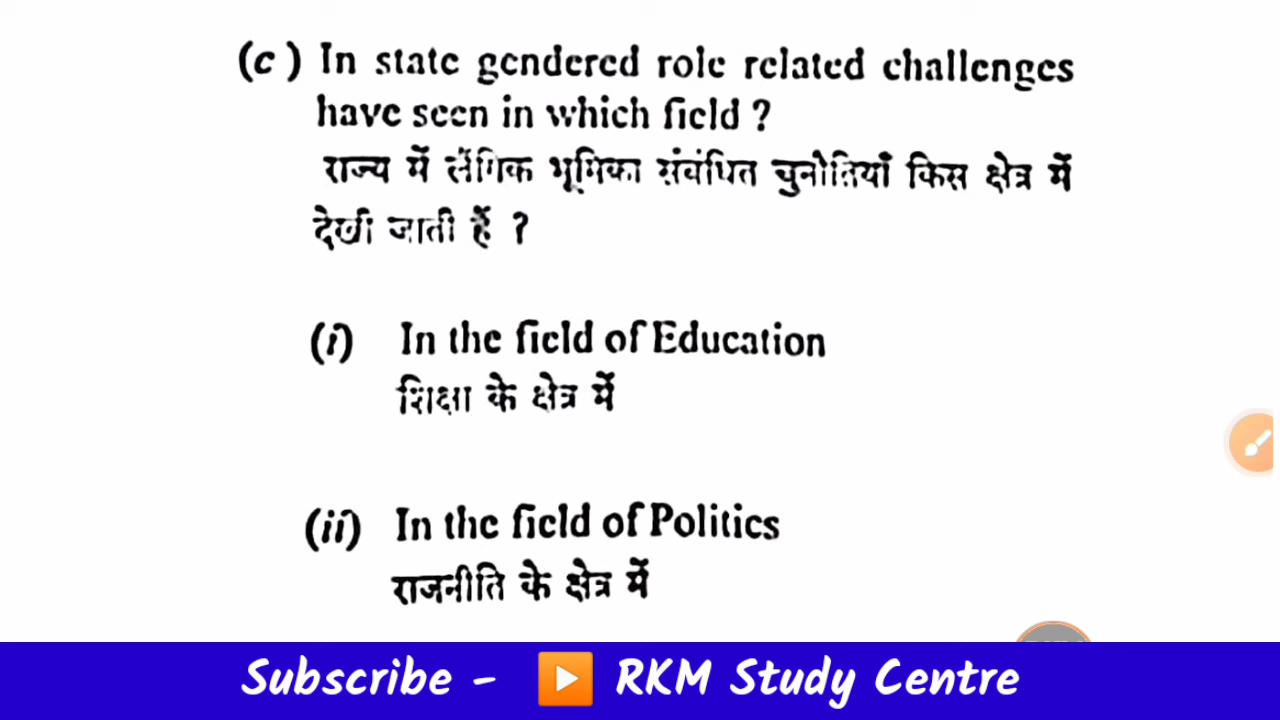 (c) In state gendered role related challenges
have seen in which field ?
राज्य में लैंगिक भूमिका संबंधित चुनोतियाँ किस क्षेत्र में
देखी जाती हैं ?
(i) In the field of Education
शिक्षा के क्षेत्र में
(ii) In the field of Politics
राजनीति के क्षेत्र में
Subscribe - RKM Study Centre